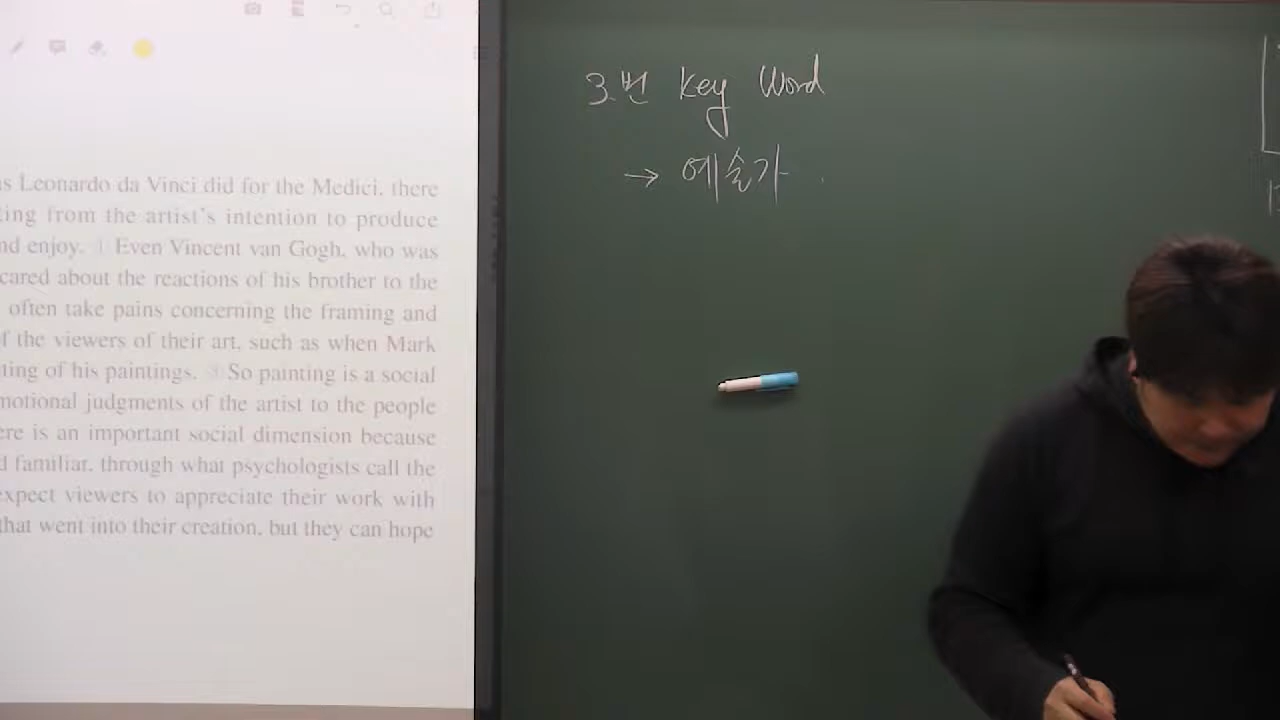 as Leonardo da Vinci did for the Medici, there
ting from the artist's intention to produce
nd enjoy. ① Even Vincent van Gogh, who was
cared about the reactions of his brother to the
often take pains concerning the framing and
f the viewers of their art, such as when Mark
ting of his paintings. ③ So painting is a social
motional judgments of the artist to the people
ere is an important social dimension because
d familiar, through what psychologists call the
expect viewers to appreciate their work with
that went into their creation, but they can hope
3.번 Key Word
→ 예술가